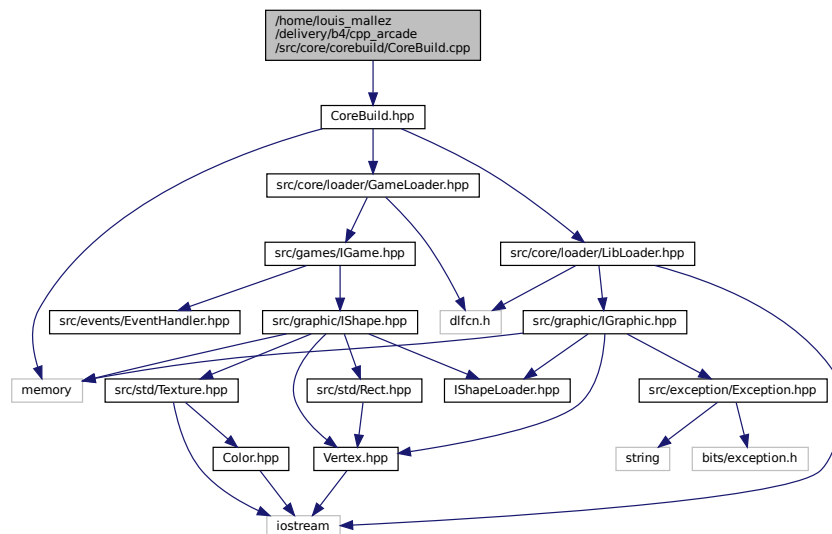 /home/louis_mallez
/delivery/b4/cpp_arcade
/src/core/corebuild/CoreBuild.cpp
CoreBuild.hpp
src/core/loader/GameLoader.hpp
src/games/IGame.hpp
src/core/loader/LibLoader.hpp
src/events/EventHandler.hpp
src/graphic/IShape.hpp
dlfcn.h
src/graphic/IGraphic.hpp
memory
src/std/Texture.hpp
src/std/Rect.hpp
IShapeLoader.hpp
src/exception/Exception.hpp
Color.hpp
Vertex.hpp
string
bits/exception.h
iostream